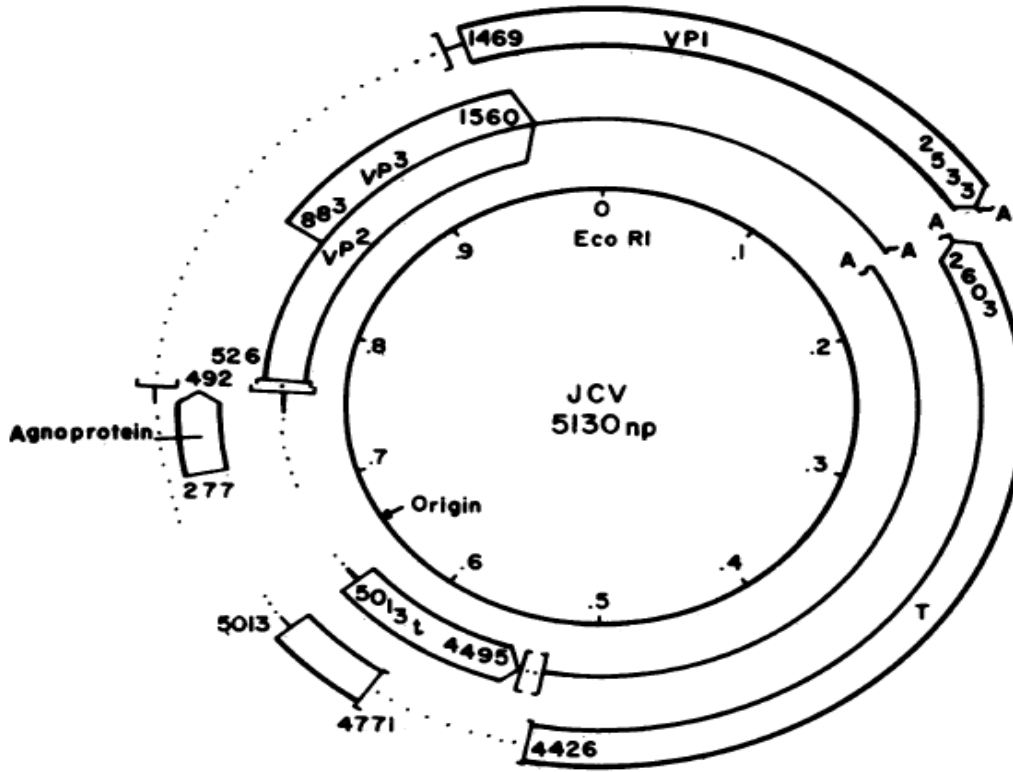 1469
VP1
2533
A
1560
VP3
883
VP2
A
A
A
2603
0
Eco RI
.1
.2
.3
.4
.5
.6
.7
.8
.9
JCV
5130 np
526
492
Agnoprotein
277
Origin
5013
t
4495
5013
4771
4426
T